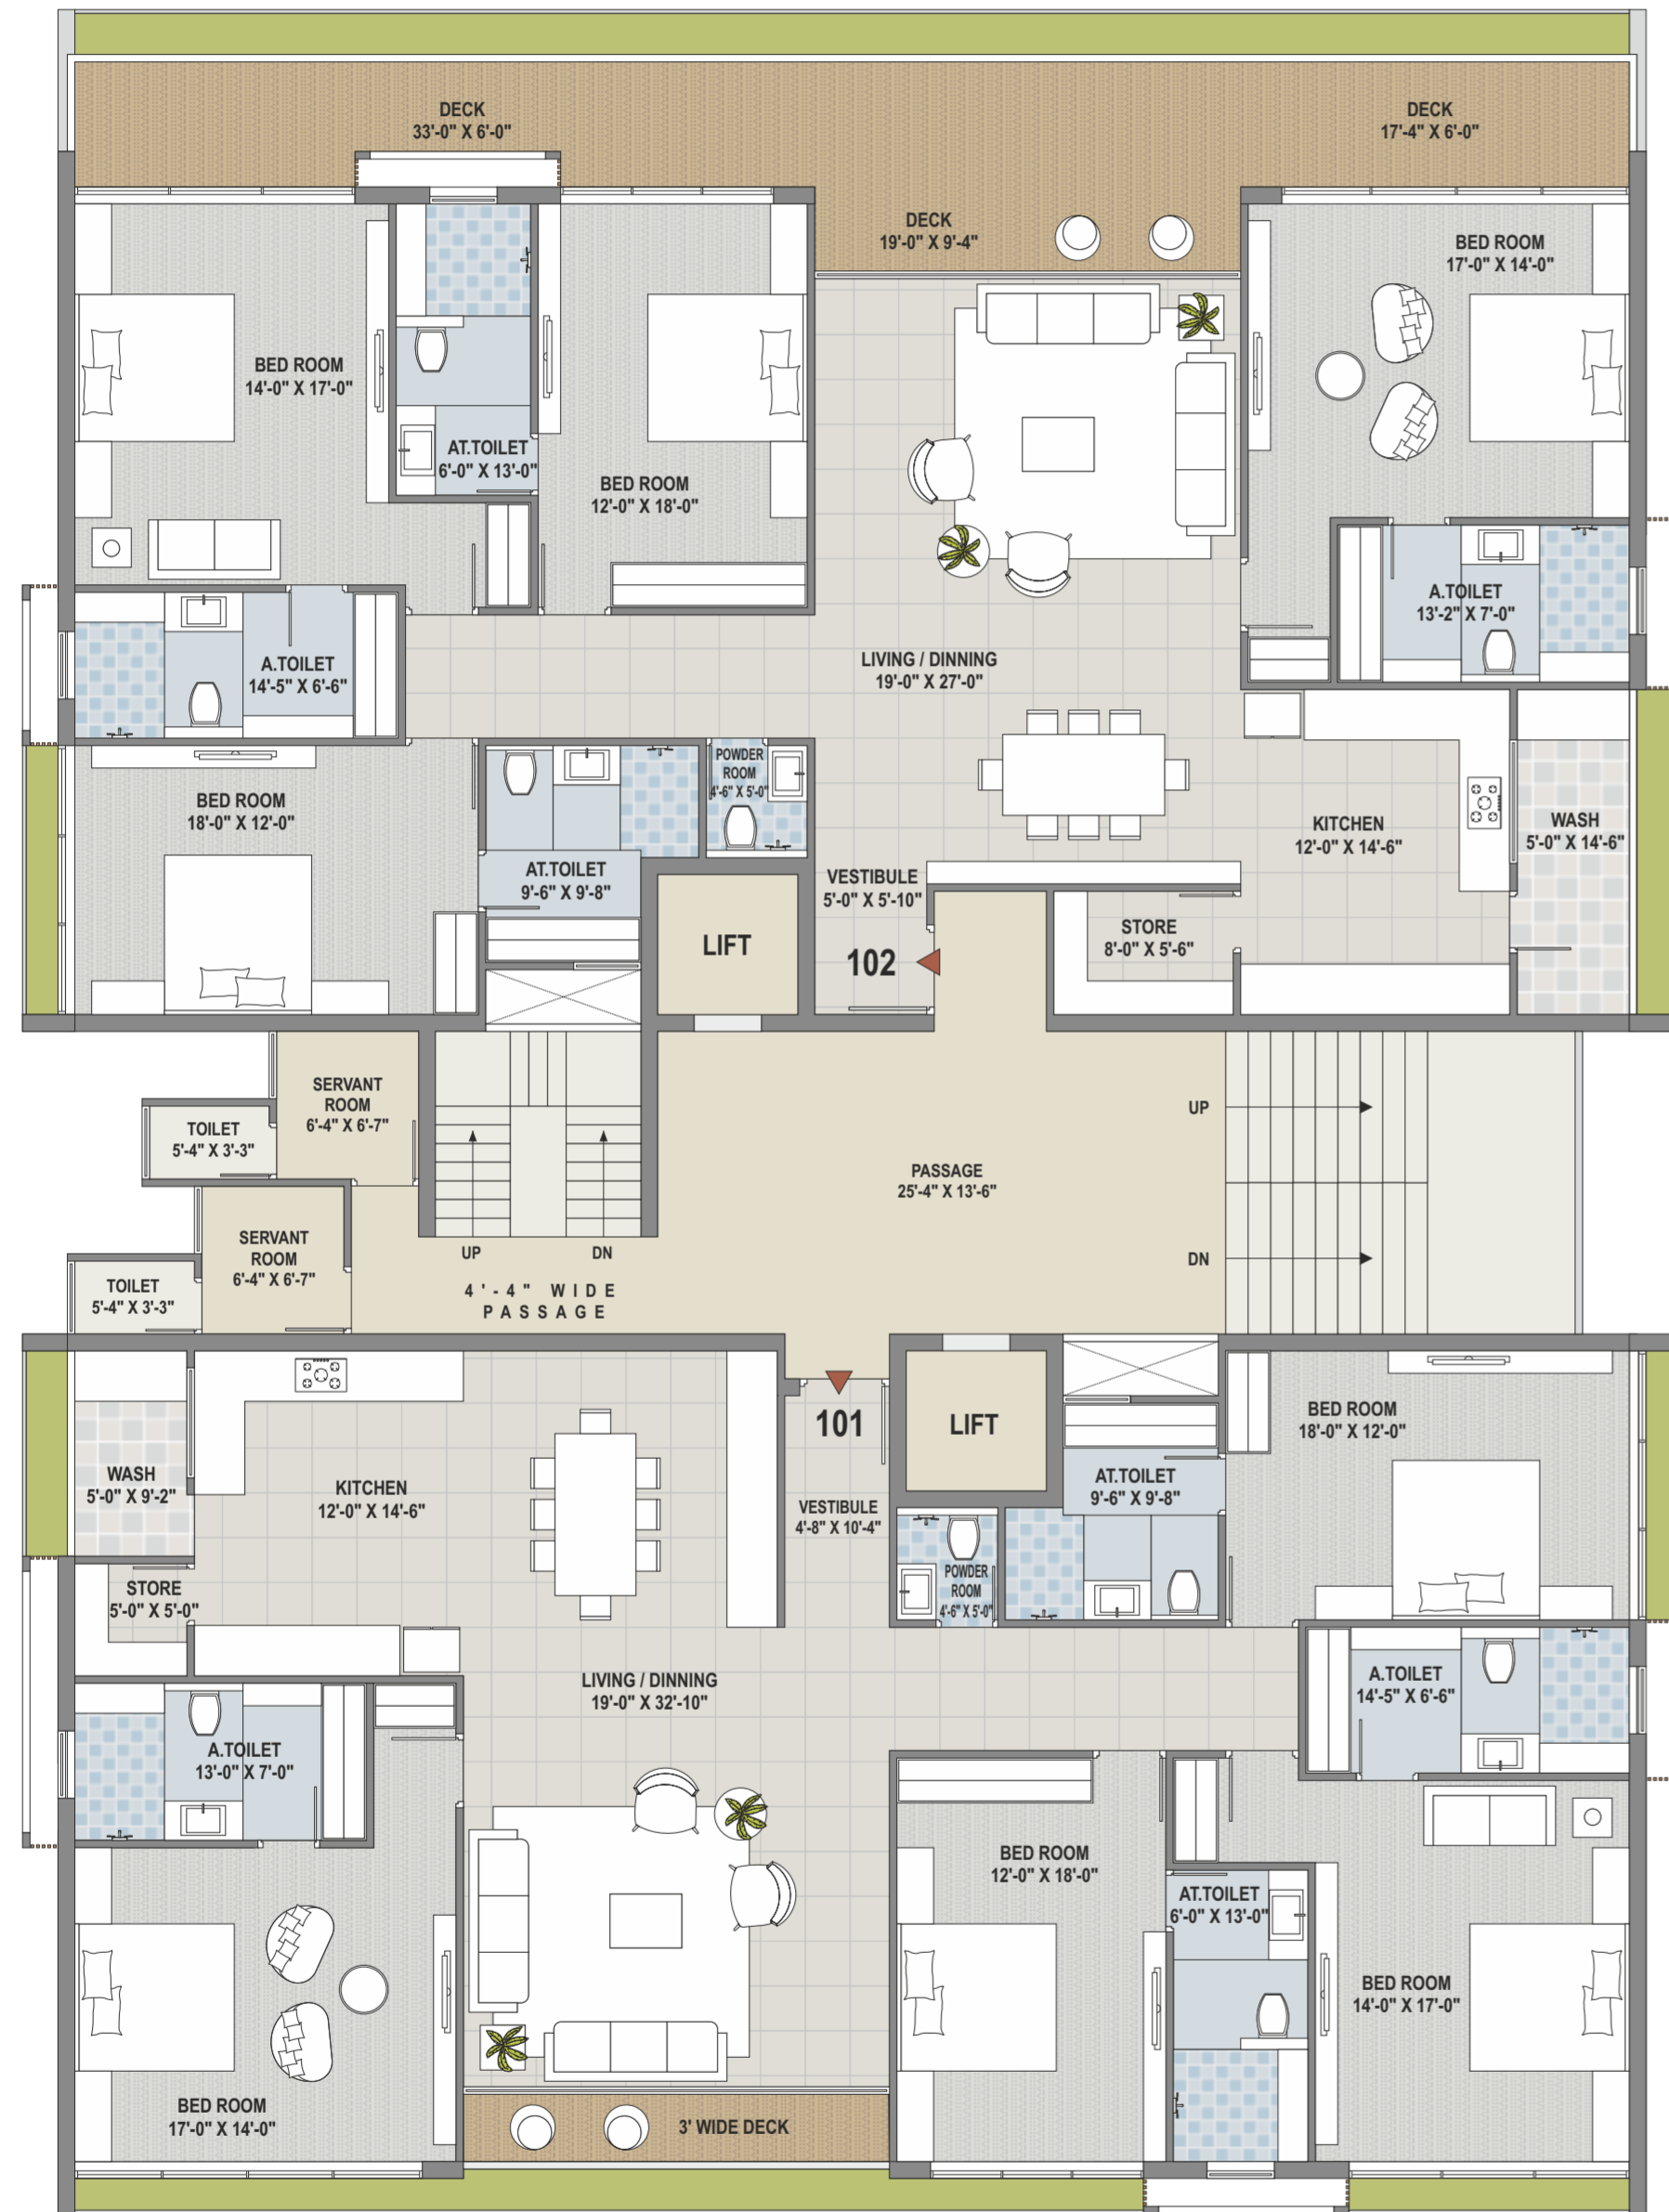 DECK
33'-0" X 6'-0"
DECK
17'-4" X 6'-0"
DECK
19'-0" X 9'-4"
BED ROOM
17'-0" X 14'-0"
BED ROOM
14'-0" X 17'-0"
AT.TOILET
6'-0" X 13'-0"
BED ROOM
12'-0" X 18'-0"
A.TOILET
13'-2" X 7'-0"
A.TOILET
14'-5" X 6'-6"
LIVING / DINNING
19'-0" X 27'-0"
BED ROOM
18'-0" X 12'-0"
POWDER
ROOM
4'-6" X 5'-0"
AT.TOILET
9'-6" X 9'-8"
VESTIBULE
5'-0" X 5'-10"
KITCHEN
12'-0" X 14'-6"
WASH
5'-0" X 14'-6"
LIFT
102
STORE
8'-0" X 5'-6"
SERVANT
ROOM
6'-4" X 6'-7"
TOILET
5'-4" X 3'-3"
UP
PASSAGE
25'-4" X 13'-6"
SERVANT
ROOM
6'-4" X 6'-7"
TOILET
5'-4" X 3'-3"
UP
DN
DN
4'-4" WIDE
PASSAGE
101
LIFT
BED ROOM
18'-0" X 12'-0"
WASH
5'-0" X 9'-2"
KITCHEN
12'-0" X 14'-6"
VESTIBULE
4'-8" X 10'-4"
AT.TOILET
9'-6" X 9'-8"
POWDER
ROOM
4'-6" X 5'-0"
STORE
5'-0" X 5'-0"
LIVING / DINNING
19'-0" X 32'-10"
A.TOILET
14'-5" X 6'-6"
A.TOILET
13'-0" X 7'-0"
BED ROOM
12'-0" X 18'-0"
AT.TOILET
6'-0" X 13'-0"
BED ROOM
14'-0" X 17'-0"
BED ROOM
17'-0" X 14'-0"
3' WIDE DECK